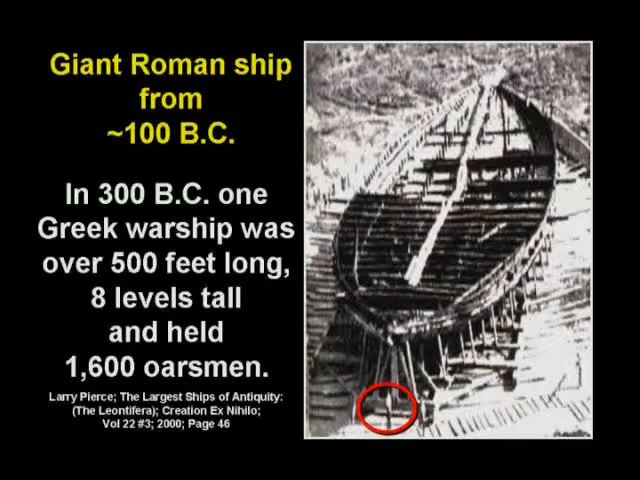 Giant Roman ship
from
~100 B.C.
In 300 B.C. one
Greek warship was
over 500 feet long,
8 levels tall
and held
1,600 oarsmen.
Larry Pierce; The Largest Ships of Antiquity:
(The Leontifera); Creation Ex Nihilo;
Vol 22 #3; 2000; Page 46